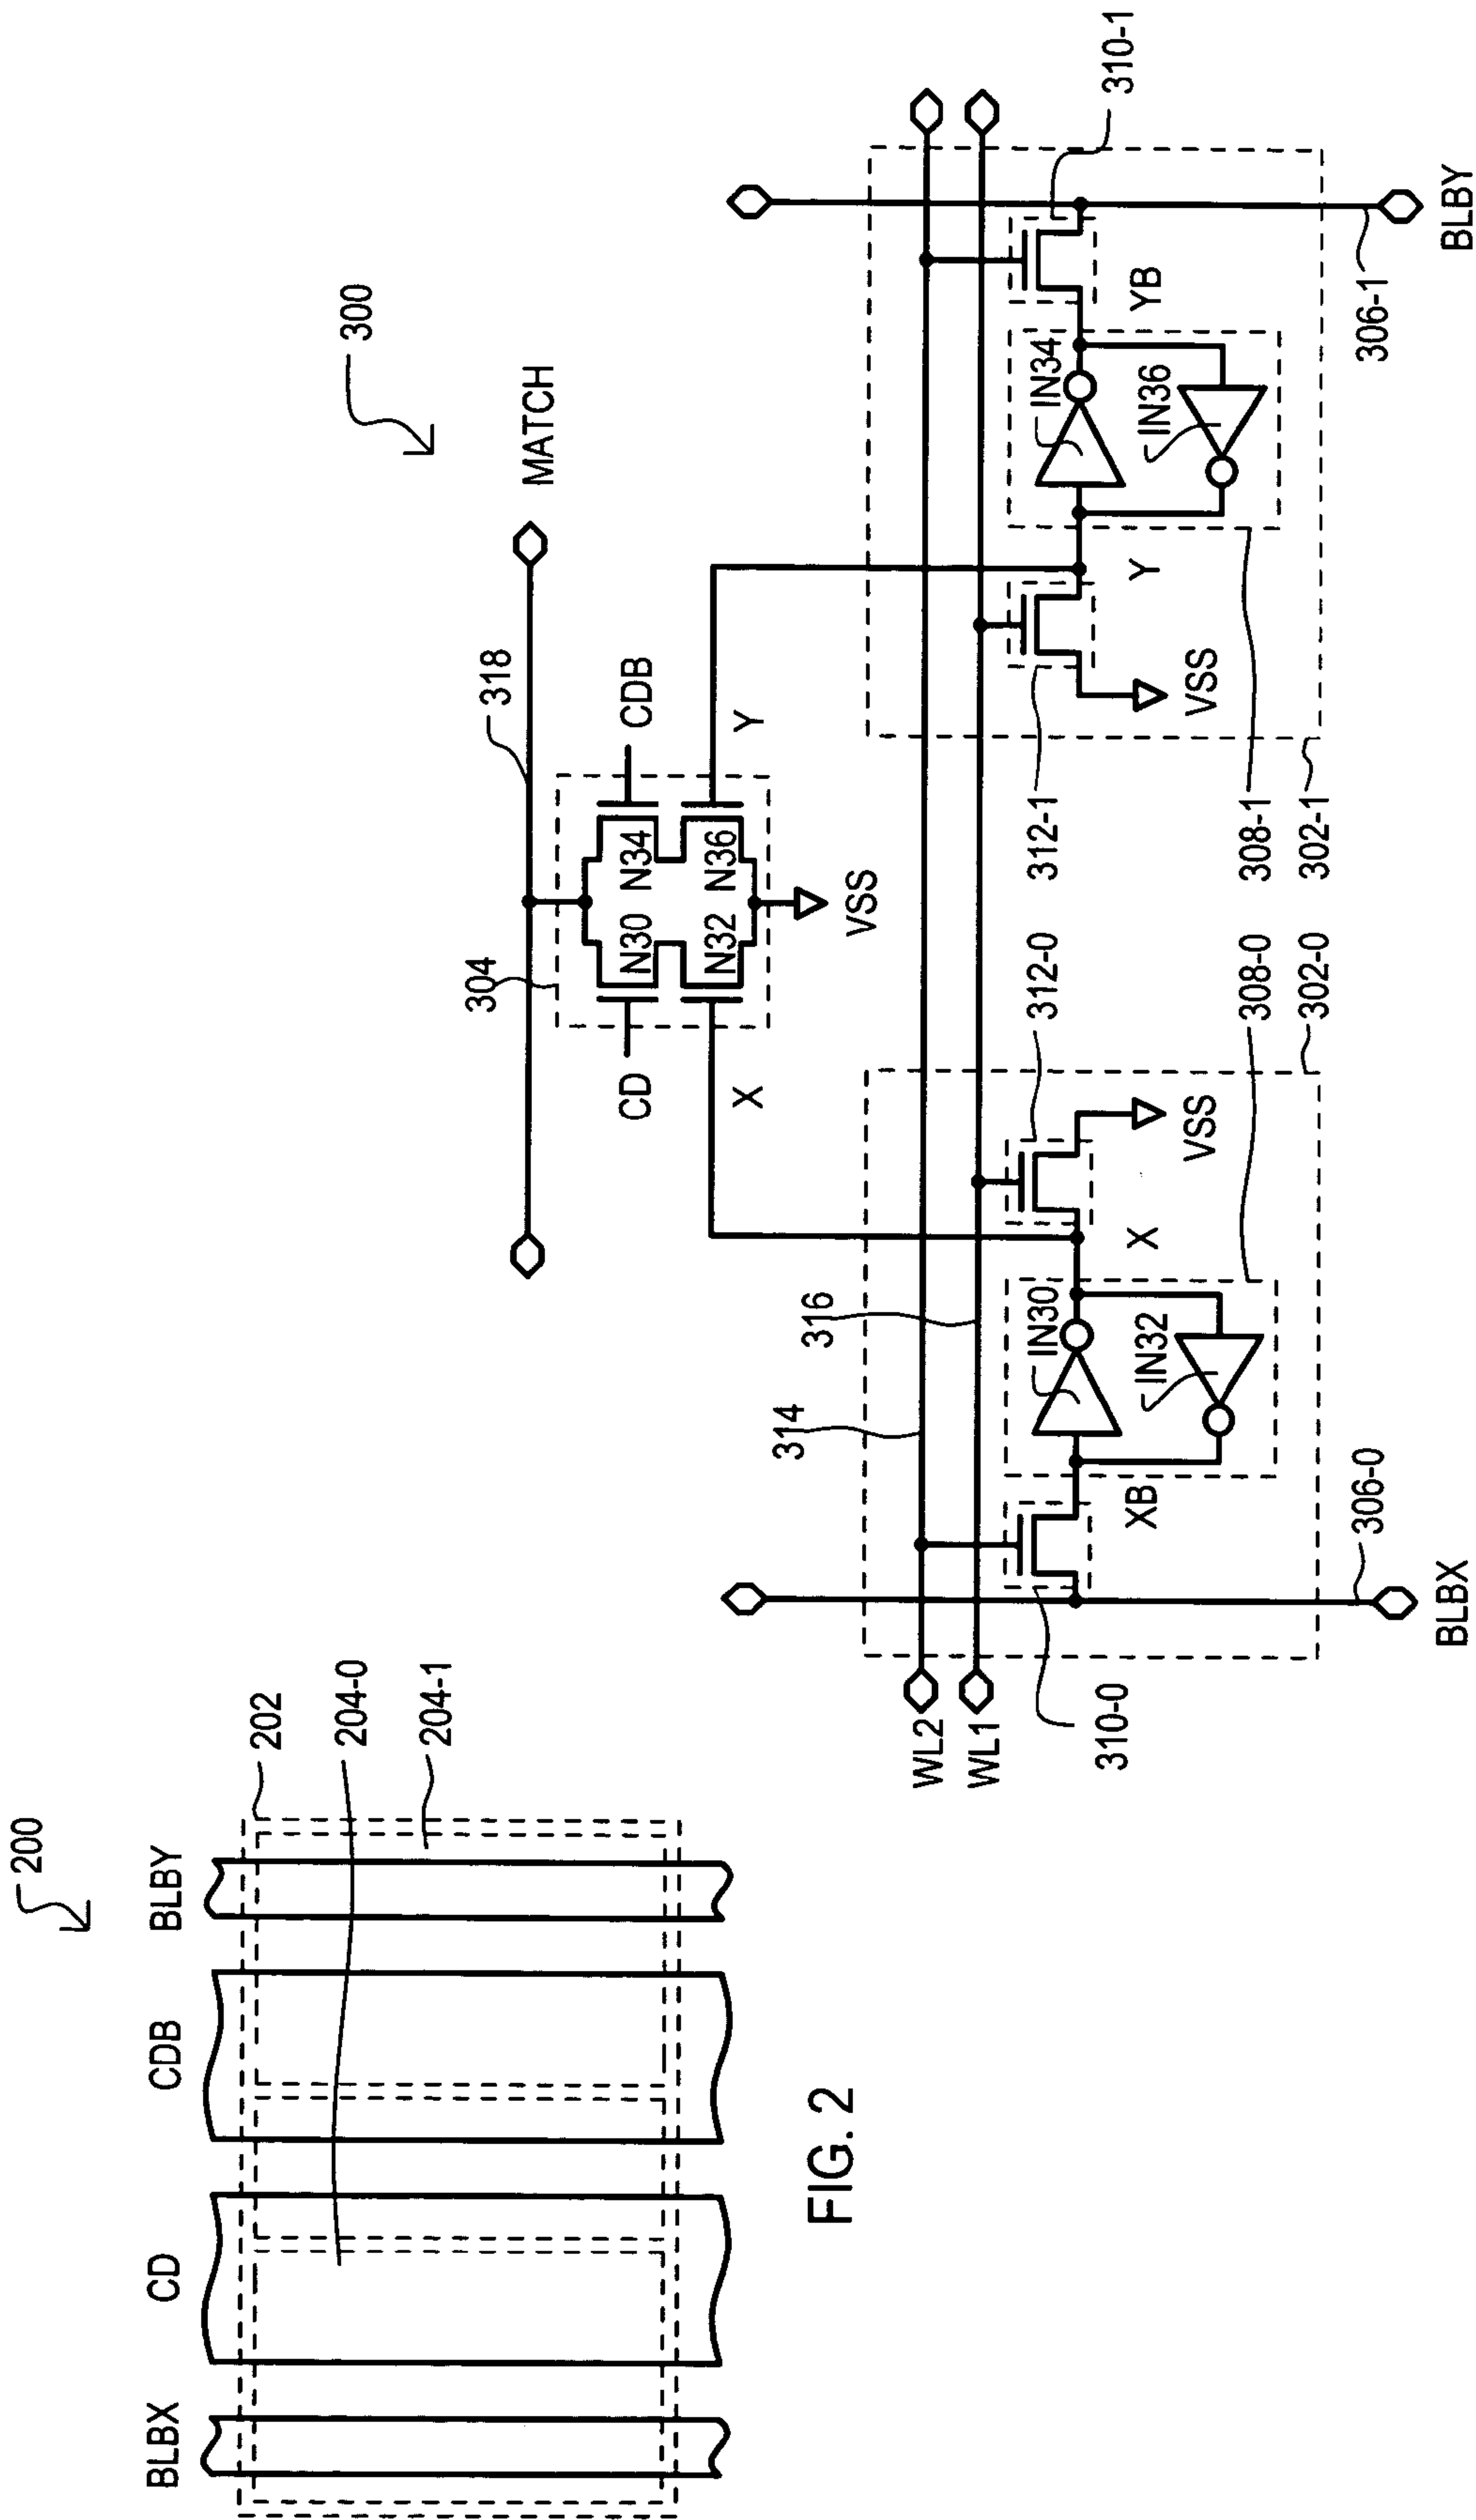 200
BLBX
CD
CDB
BLBY
202
204-0
204-1
FIG. 2
300
MATCH
318
304
CD
CDB
N30
N34
N32
N36
X
Y
VSS
314
316
WL2
WL1
310-0
XB
IN30
IN32
X
VSS
312-0
308-0
302-0
306-0
BLBX
312-1
308-1
302-1
VSS
Y
IN34
IN36
YB
310-1
306-1
BLBY